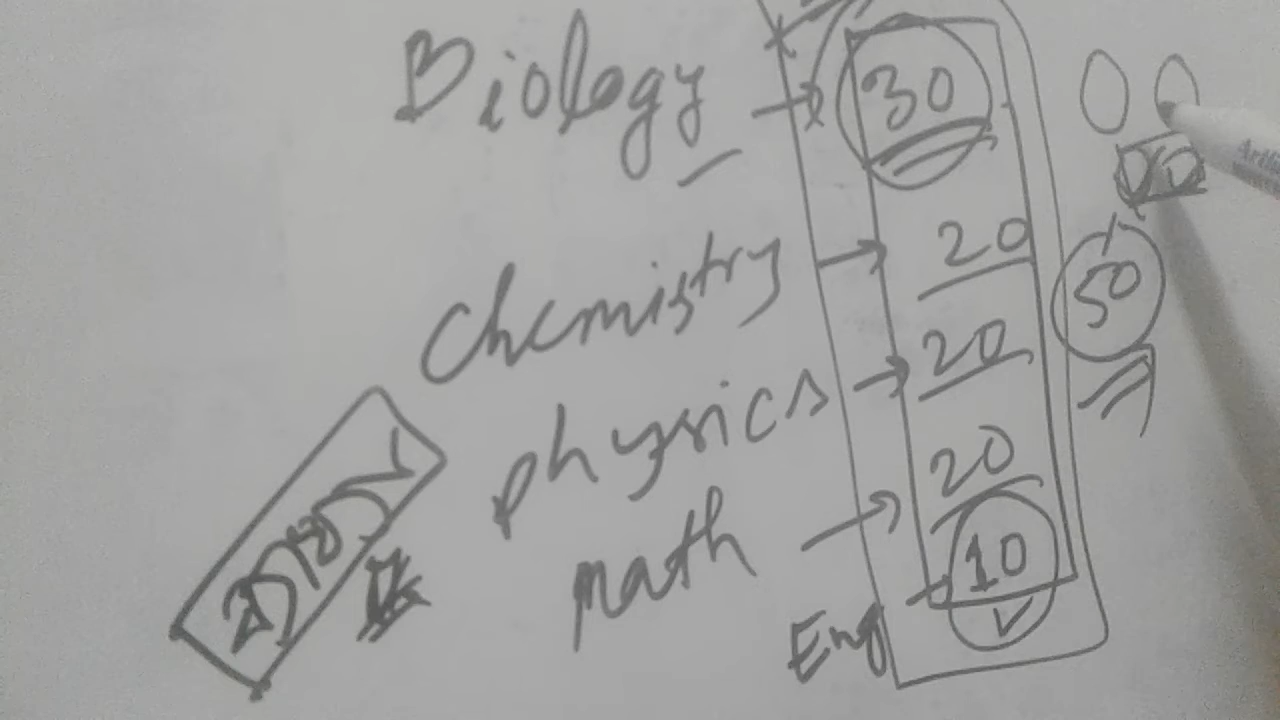 Biology → 30
Chemistry → 20
50
physics → 20
math → 20
Eng - 10